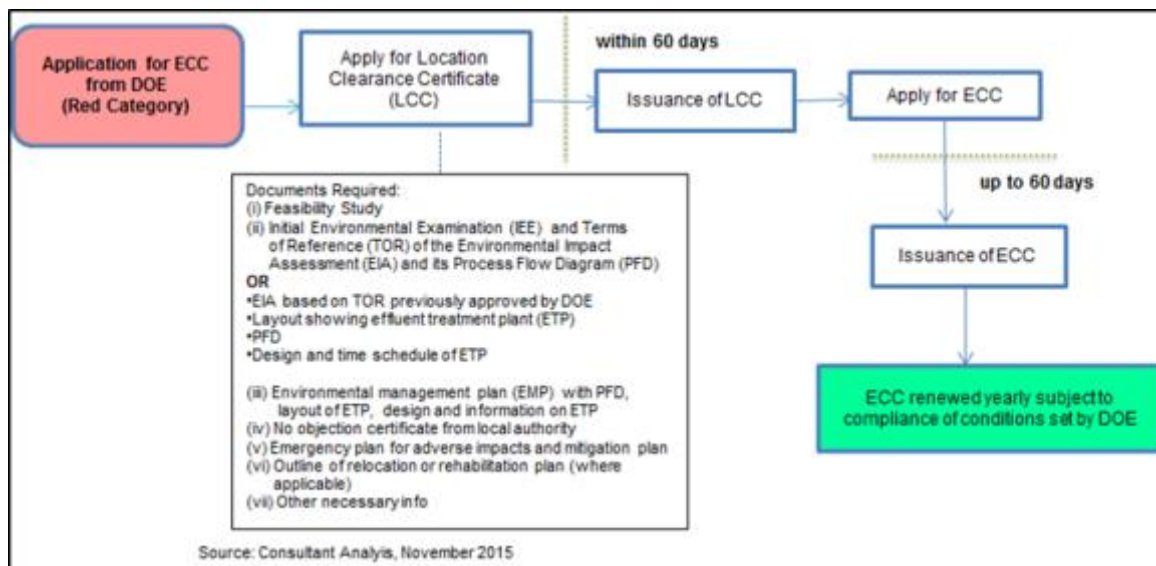 Application for ECC
from DOE
(Red Category)
Apply for Location
Clearance Certificate
(LCC)
within 60 days
Issuance of LCC
Apply for ECC
up to 60 days
Issuance of ECC
ECC renewed yearly subject to
compliance of conditions set by DOE
Documents Required:
(i) Feasibility Study
(ii) Initial Environmental Examination (IEE) and Terms
of Reference (TOR) of the Environmental Impact
Assessment (EIA) and its Process Flow Diagram (PFD)
OR
•EIA based on TOR previously approved by DOE
•Layout showing effluent treatment plant (ETP)
•PFD
•Design and time schedule of ETP
(iii) Environmental management plan (EMP) with PFD,
layout of ETP, design and information on ETP
(iv) No objection certificate from local authority
(v) Emergency plan for adverse impacts and mitigation plan
(vi) Outline of relocation or rehabilitation plan (where
applicable)
(vii) Other necessary info
Source: Consultant Analyis, November 2015